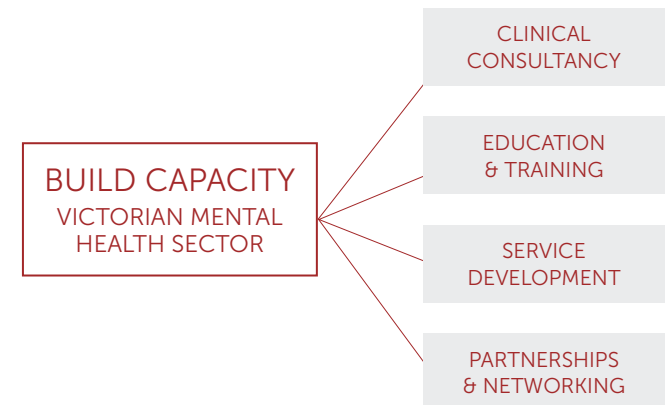 CLINICAL
CONSULTANCY
EDUCATION
& TRAINING
BUILD CAPACITY
VICTORIAN MENTAL
HEALTH SECTOR
SERVICE
DEVELOPMENT
PARTNERSHIPS
& NETWORKING